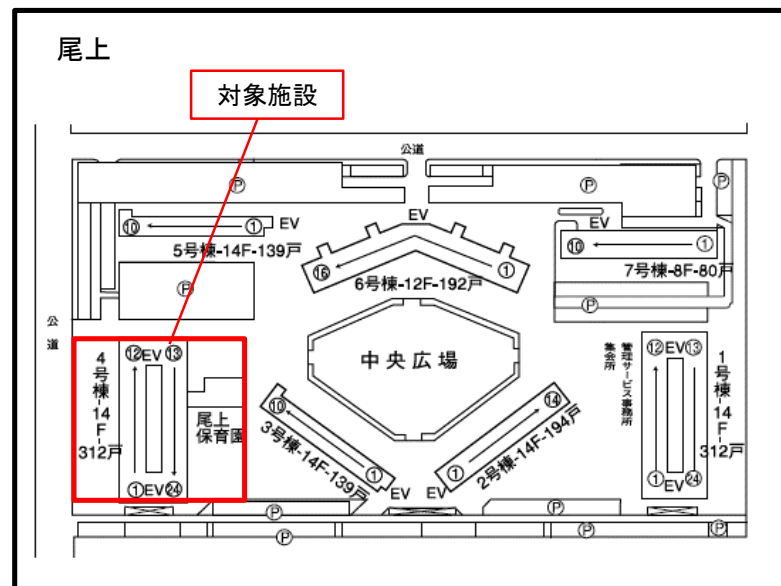 尾上
対象施設
公道
Ⓟ
Ⓟ
Ⓟ
⑩ ① EV
5号棟-14F-139戸
EV
⑯ ①
6号棟-12F-192戸
EV
⑩ ①
7号棟-8F-80戸
Ⓟ
Ⓟ
公道
4号棟-14F-312戸
⑫EV⑬
①EV㉔
尾上
保育園
中央広場
⑩ ①
3号棟-14F-139戸
EV
⑭ ①
2号棟-14F-194戸
EV
管理サービス事務所
集会所
⑫EV⑬
①EV㉔
1号棟-14F-312戸
Ⓟ
Ⓟ
Ⓟ
Ⓟ
Ⓟ